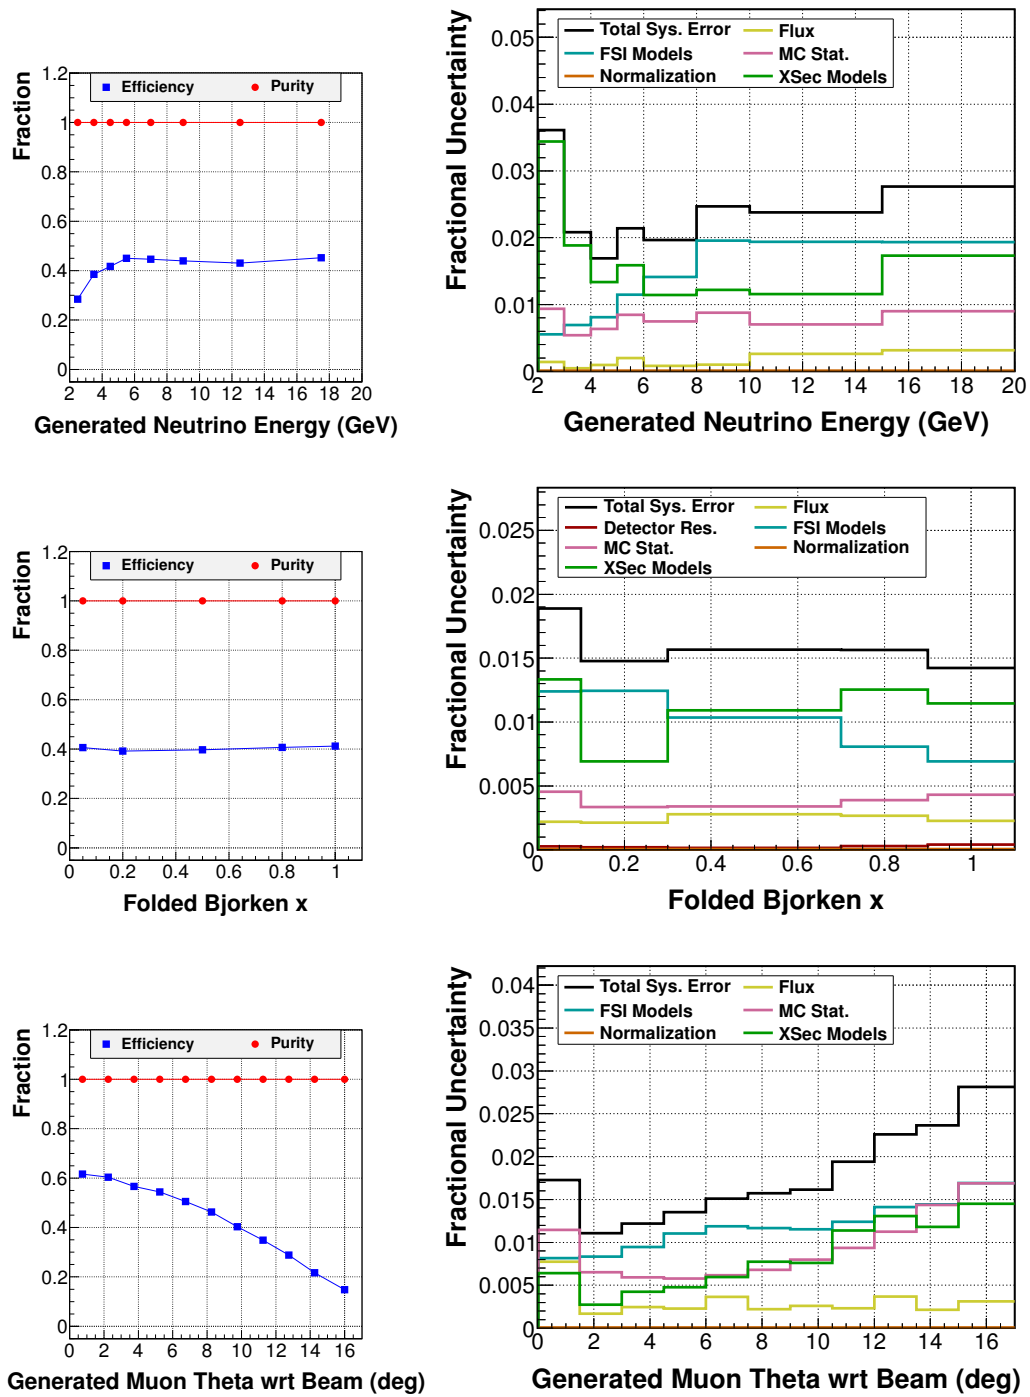 Fraction
1.2
1
0.8
0.6
0.4
0.2
0
Efficiency Purity
2 4 6 8 10 12 14 16 18 20
Generated Neutrino Energy (GeV)
Fractional Uncertainty
0.05
0.04
0.03
0.02
0.01
0
Total Sys. Error Flux
FSI Models MC Stat.
Normalization XSec Models
2 4 6 8 10 12 14 16 18 20
Generated Neutrino Energy (GeV)
Fraction
1.2
1
0.8
0.6
0.4
0.2
0
Efficiency Purity
0 0.2 0.4 0.6 0.8 1
Folded Bjorken x
Fractional Uncertainty
0.025
0.02
0.015
0.01
0.005
0
Total Sys. Error Flux
Detector Res. FSI Models
MC Stat. Normalization
XSec Models
0 0.2 0.4 0.6 0.8 1
Folded Bjorken x
Fraction
1.2
1
0.8
0.6
0.4
0.2
0
Efficiency Purity
0 2 4 6 8 10 12 14 16
Generated Muon Theta wrt Beam (deg)
Fractional Uncertainty
0.04
0.035
0.03
0.025
0.02
0.015
0.01
0.005
0
Total Sys. Error Flux
FSI Models MC Stat.
Normalization XSec Models
0 2 4 6 8 10 12 14 16
Generated Muon Theta wrt Beam (deg)